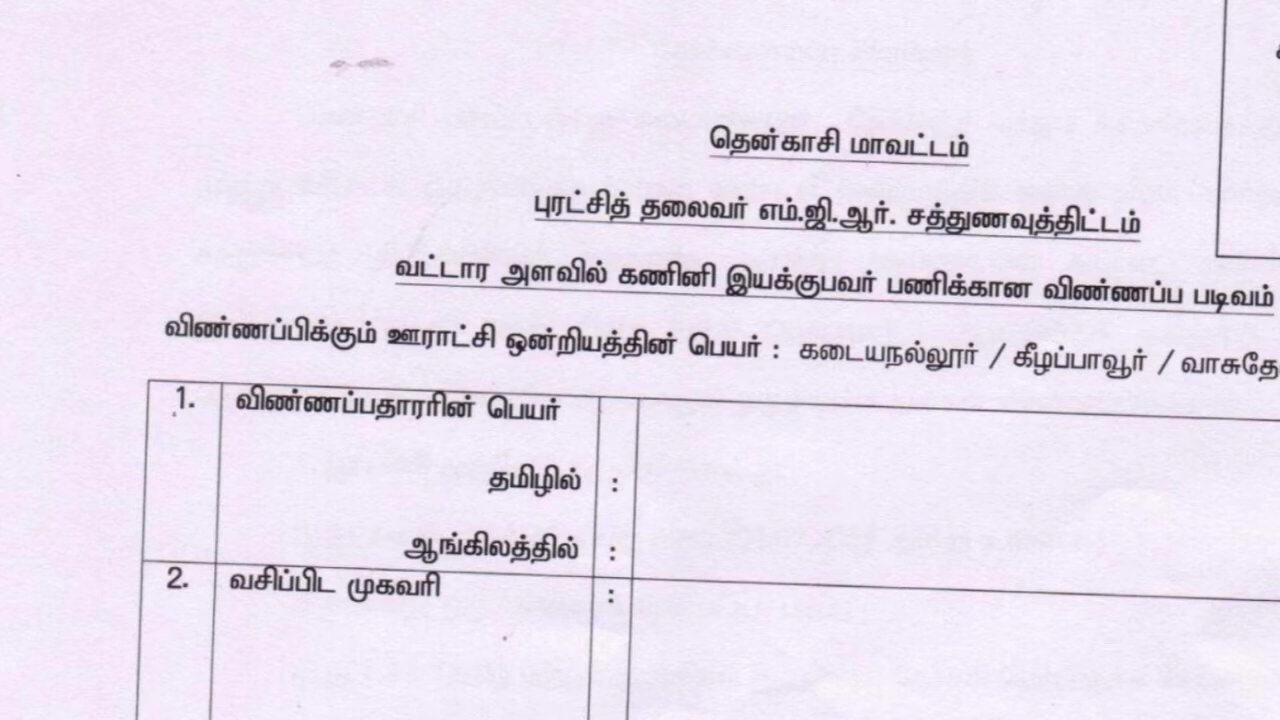 தென்காசி மாவட்டம்
புரட்சித் தலைவர் எம்.ஜி.ஆர். சத்துணவுத்திட்டம்
வட்டார அளவில் கணினி இயக்குபவர் பணிக்கான விண்ணப்ப படிவம்
விண்ணப்பிக்கும் ஊராட்சி ஒன்றியத்தின் பெயர் : கடையநல்லூர் / கீழப்பாவூர் / வாசுதே
1. விண்ணப்பதாரரின் பெயர்
தமிழில் :
ஆங்கிலத்தில் :
2. வசிப்பிட முகவரி :